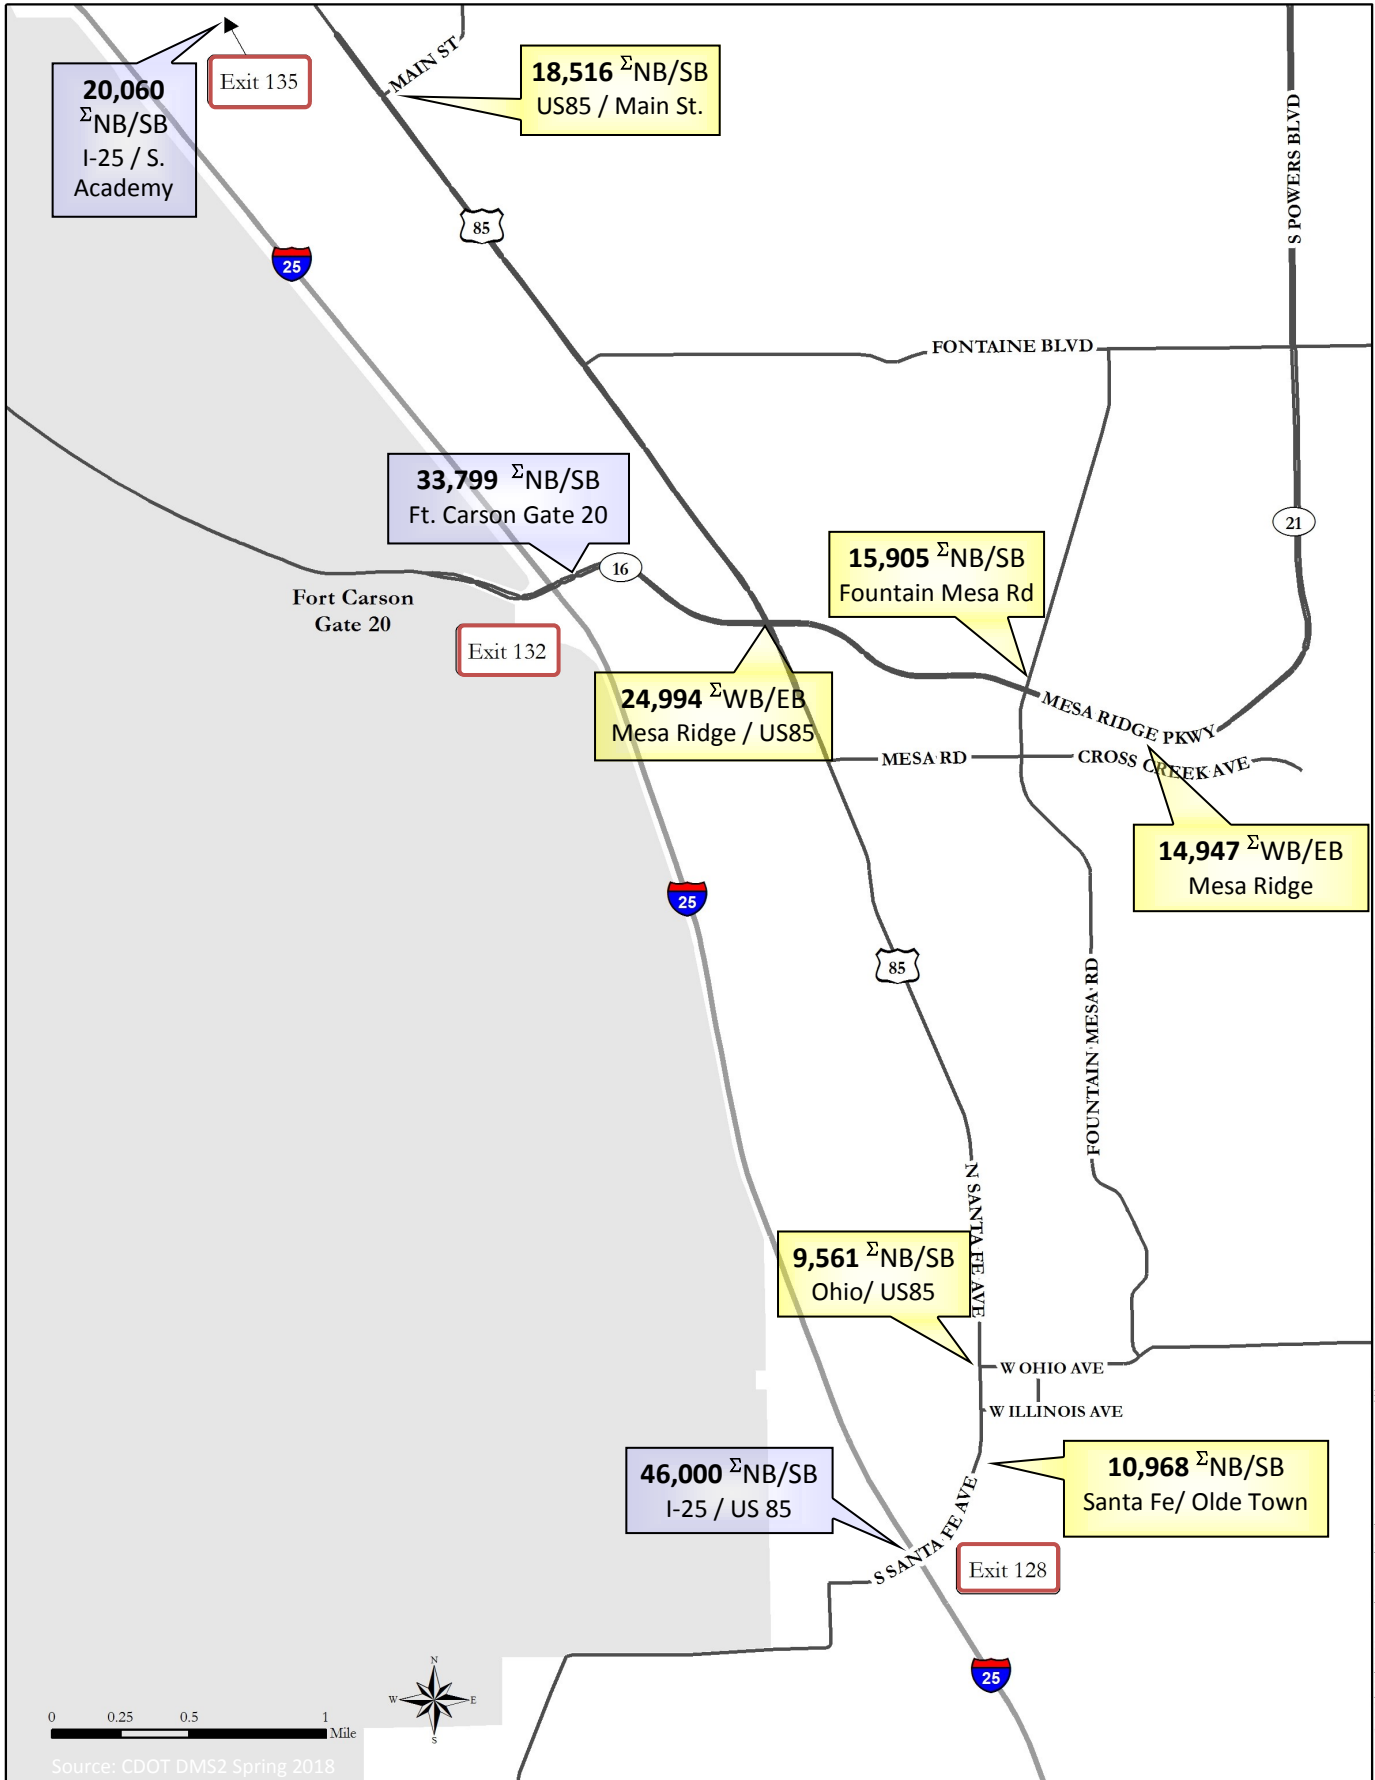 20,060
ΣNB/SB
I-25 / S.
Academy
Exit 135
MAIN ST
18,516 ΣNB/SB
US85 / Main St.
S POWERS BLVD
85
25
FONTAINE BLVD
33,799 ΣNB/SB
Ft. Carson Gate 20
21
16
15,905 ΣNB/SB
Fountain Mesa Rd
Fort Carson
Gate 20
Exit 132
24,994 ΣWB/EB
Mesa Ridge / US85
MESA RIDGE PKWY
MESA RD
CROSS CREEK AVE
14,947 ΣWB/EB
Mesa Ridge
25
85
FOUNTAIN MESA RD
N SANTA FE AVE
9,561 ΣNB/SB
Ohio/ US85
W OHIO AVE
W ILLINOIS AVE
46,000 ΣNB/SB
I-25 / US 85
10,968 ΣNB/SB
Santa Fe/ Olde Town
S SANTA FE AVE
Exit 128
25
N
W E
S
0 0.25 0.5 1
Mile
Source: CDOT DMS2 Spring 2018